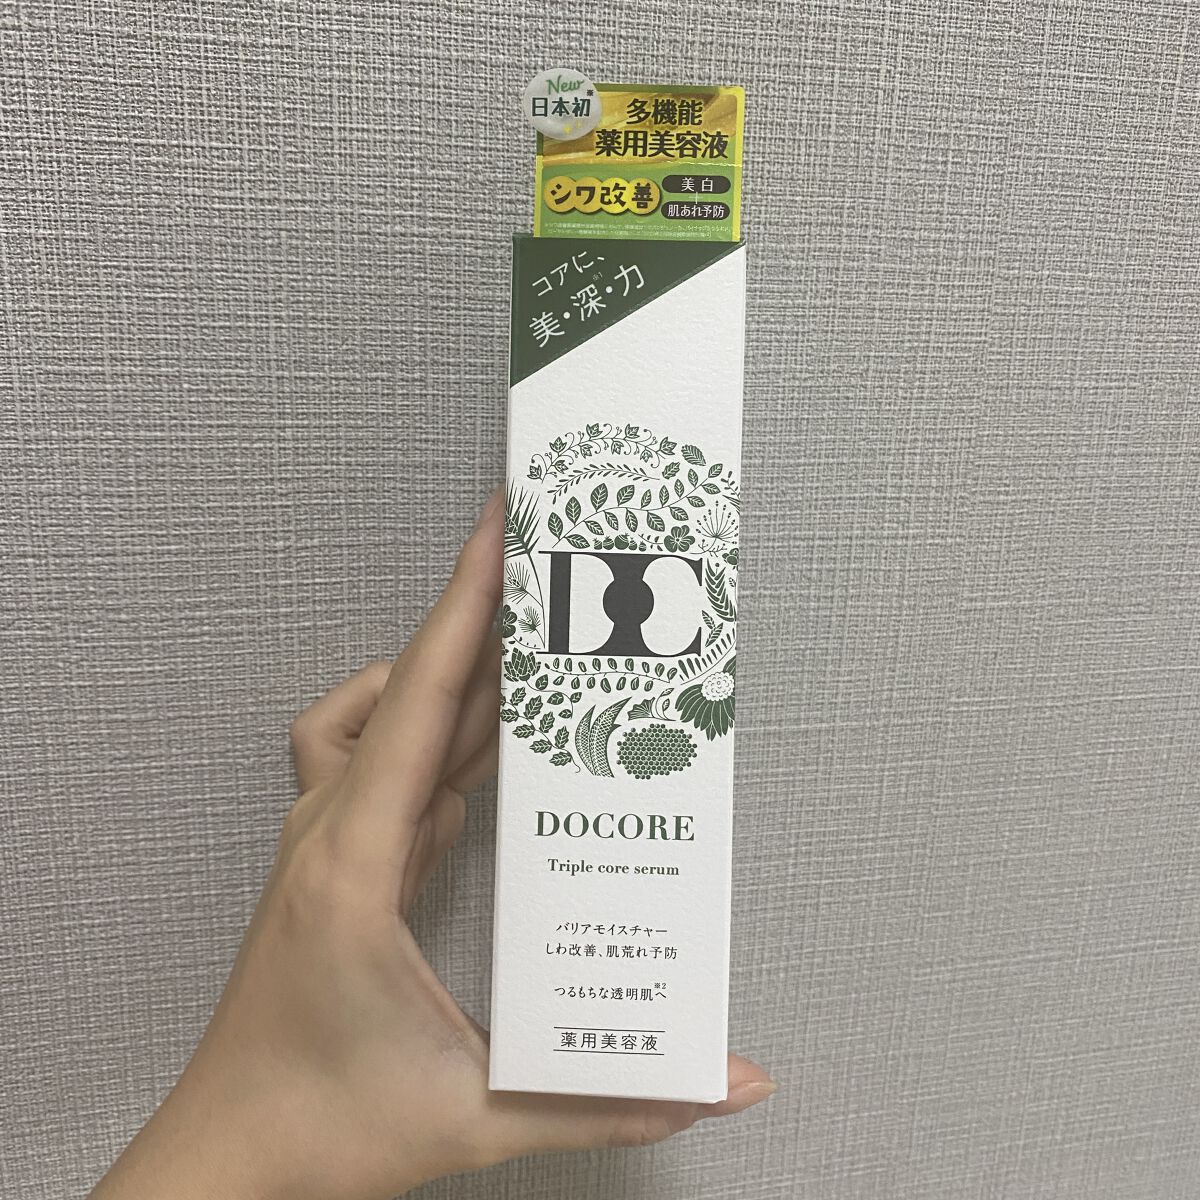 New
日本初※
多機能
薬用美容液
シワ改善
美白
+
肌あれ予防
コアに、
美・深・力
※1
DC
DOCORE
Triple core serum
バリアモイスチャー
しわ改善、肌荒れ予防
つるもちな透明肌へ※2
薬用美容液